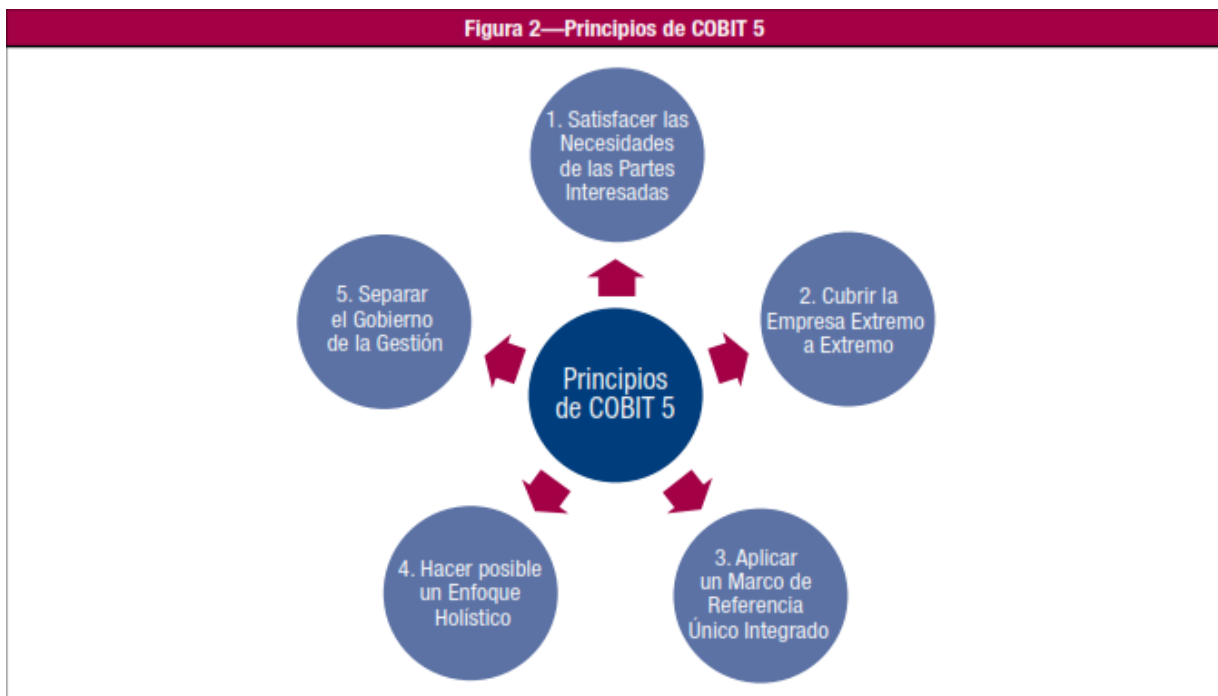 Figura 2—Principios de COBIT 5
1. Satisfacer las
Necesidades
de las Partes
Interesadas
2. Cubrir la
Empresa Extremo
a Extremo
3. Aplicar
un Marco de
Referencia
Único Integrado
4. Hacer posible
un Enfoque
Holístico
5. Separar
el Gobierno
de la Gestión
Principios
de COBIT 5